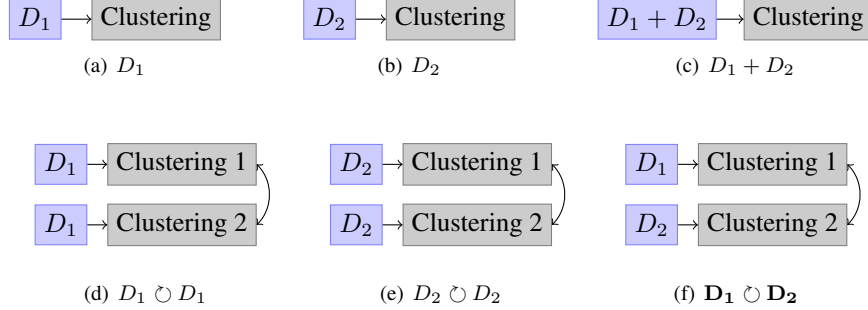 D₁ Clustering D₂ Clustering D₁ + D₂ Clustering
(a) D₁ (b) D₂ (c) D₁ + D₂
D₁ Clustering 1 D₂ Clustering 1 D₁ Clustering 1
D₁ Clustering 2 D₂ Clustering 2 D₂ Clustering 2
(d) D₁ ↻ D₁ (e) D₂ ↻ D₂ (f) D₁ ↻ D₂